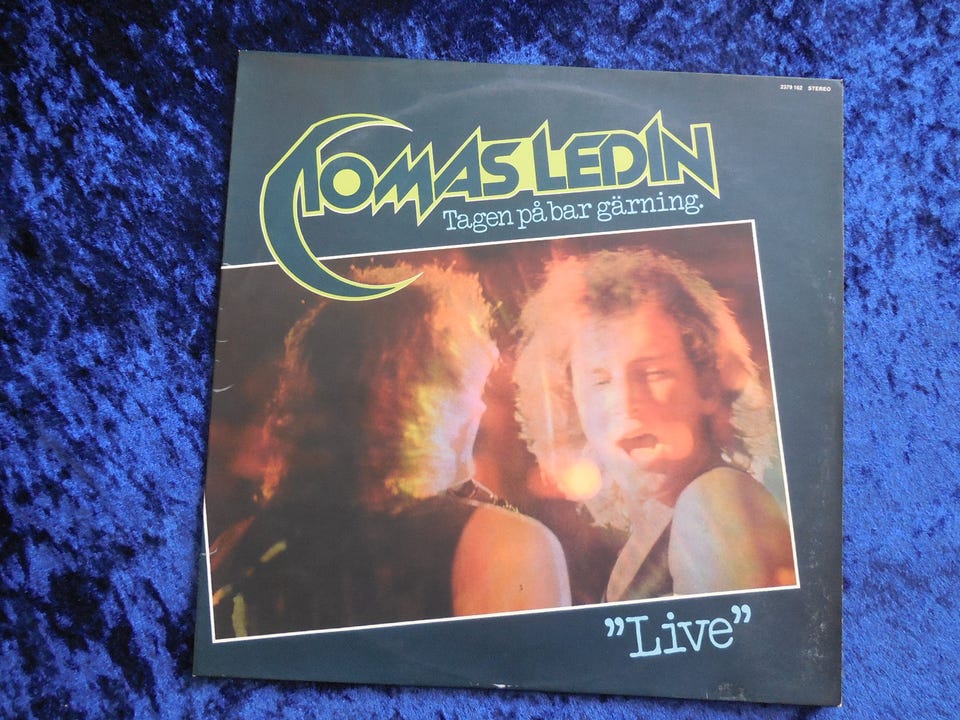 2379 162 STEREO
TOMAS LEDIN
Tagen på bar gärning.
”Live”